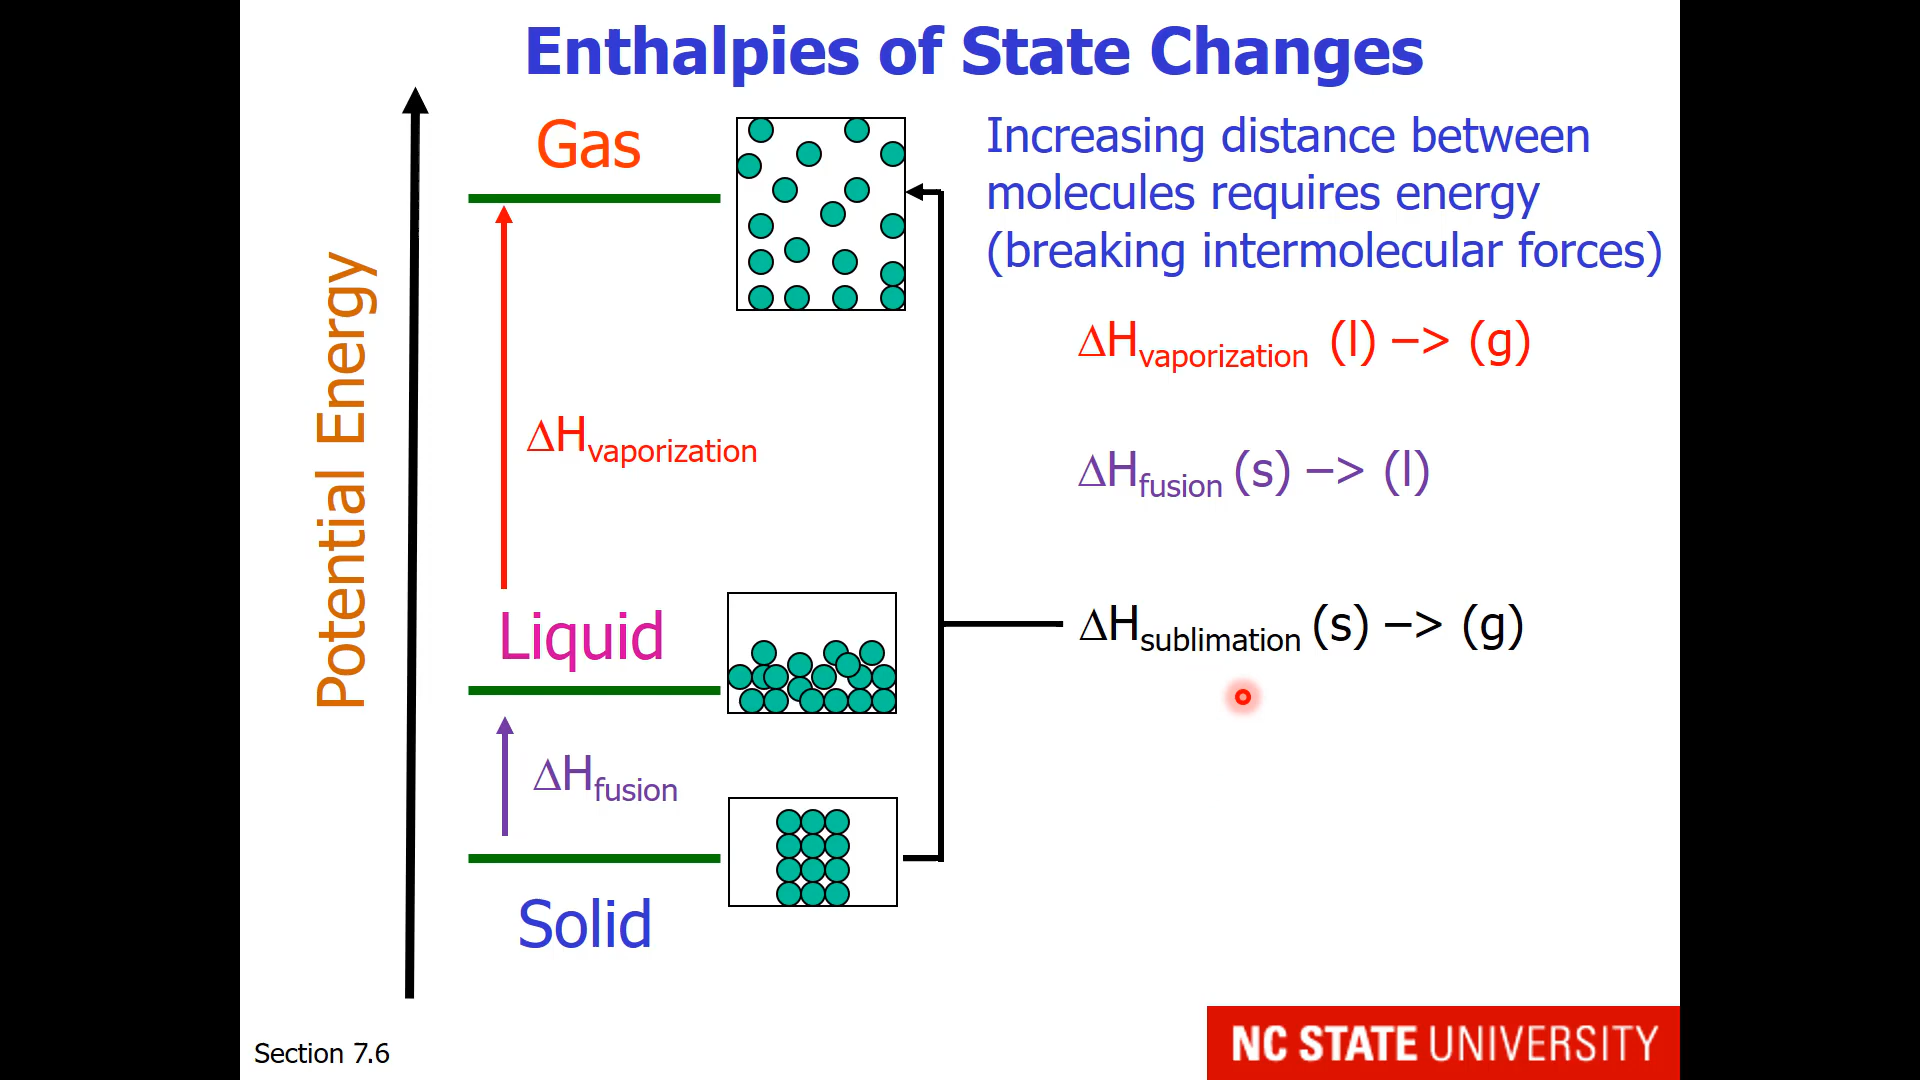 Enthalpies of State Changes
Gas
Increasing distance between
molecules requires energy
(breaking intermolecular forces)
Potential Energy
ΔHvaporization (l) –> (g)
ΔHvaporization
ΔHfusion (s) –> (l)
Liquid
ΔHsublimation (s) –> (g)
ΔHfusion
Solid
Section 7.6
NC STATE UNIVERSITY